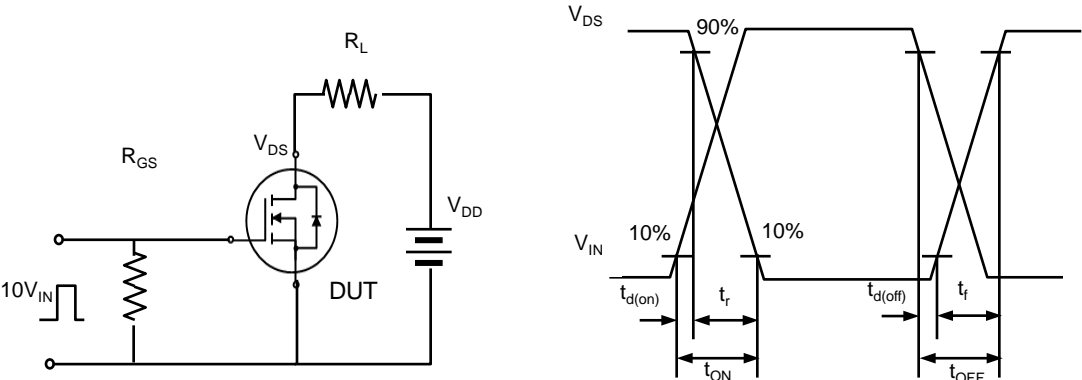 R_L
V_DS
R_GS
V_DD
10V_IN
DUT
V_DS
90%
V_IN
10%
10%
t_d(on)
t_r
t_d(off)
t_f
t_ON
t_OFF